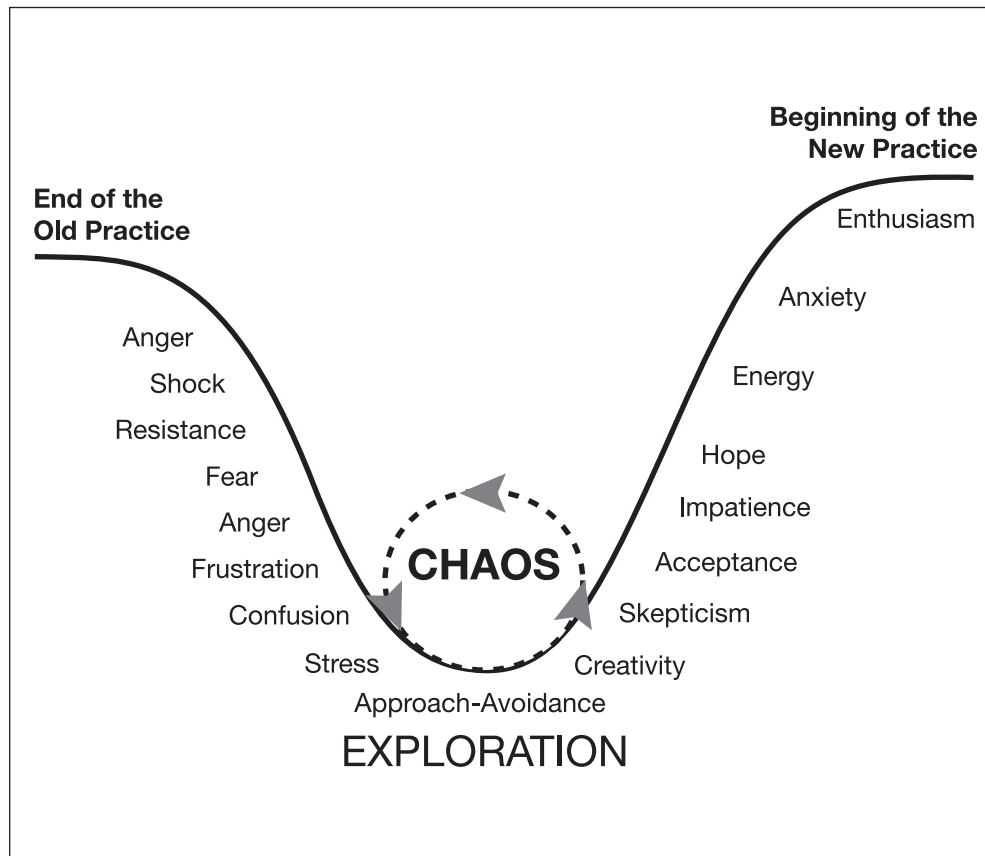 End of the
Old Practice
Anger
Shock
Resistance
Fear
Anger
Frustration
Confusion
Stress
Approach-Avoidance
EXPLORATION
CHAOS
Creativity
Skepticism
Acceptance
Impatience
Hope
Energy
Anxiety
Enthusiasm
Beginning of the
New Practice